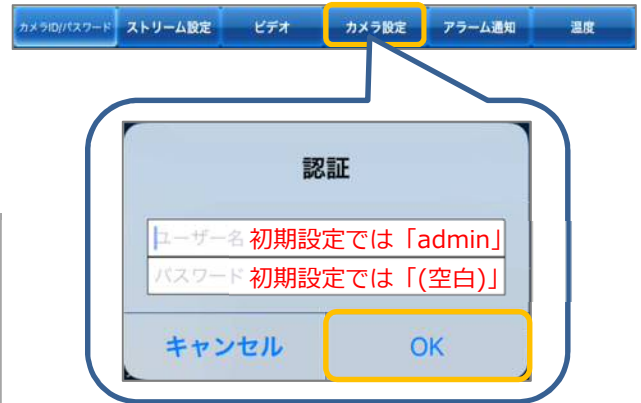 カメラID/パスワード ストリーム設定 ビデオ カメラ設定 アラーム通知 温度
認証
ユーザー名 初期設定では「admin」
パスワード 初期設定では「(空白)」
キャンセル OK